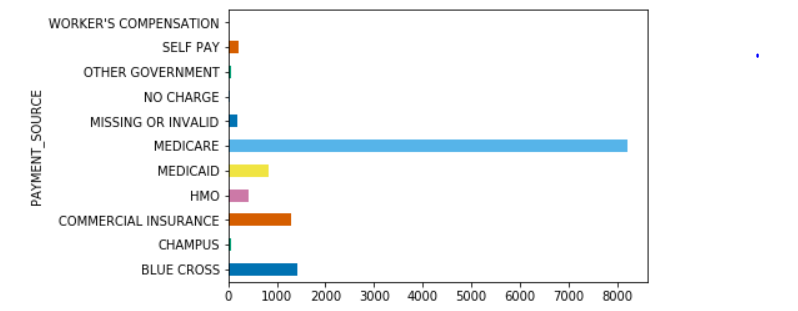 WORKER'S COMPENSATION
SELF PAY
OTHER GOVERNMENT
NO CHARGE
MISSING OR INVALID
MEDICARE
MEDICAID
HMO
COMMERCIAL INSURANCE
CHAMPUS
BLUE CROSS
PAYMENT_SOURCE
0 1000 2000 3000 4000 5000 6000 7000 8000